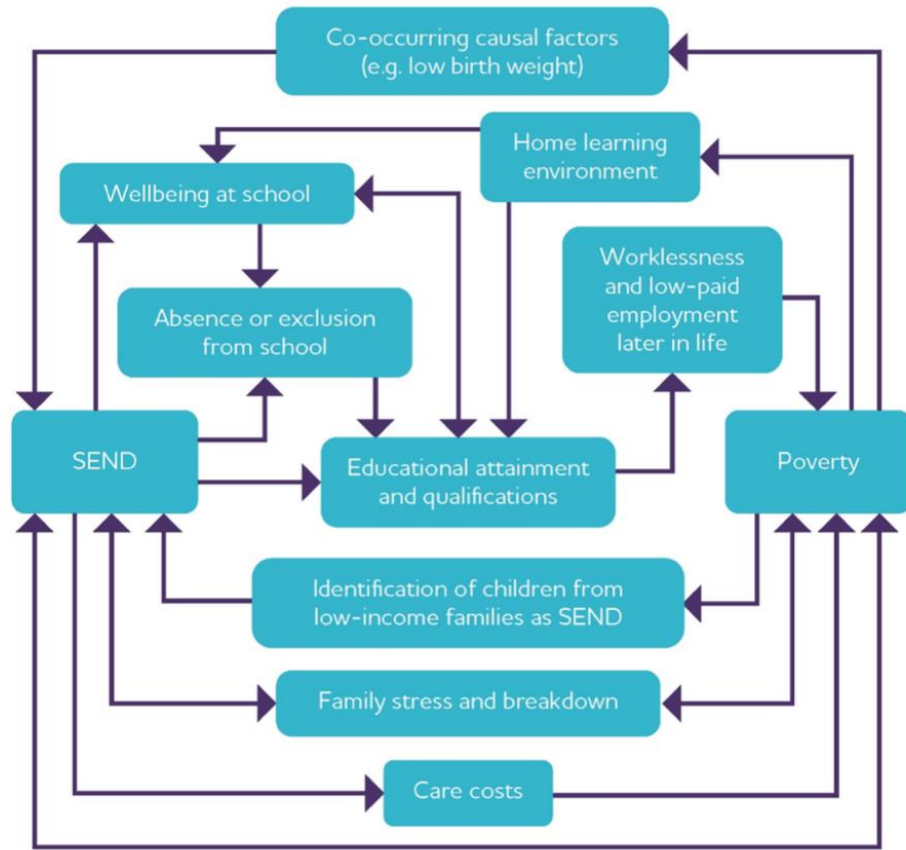 Co-occurring causal factors
(e.g. low birth weight)
Home learning
environment
Wellbeing at school
Worklessness
and low-paid
employment
later in life
Absence or exclusion
from school
SEND
Educational attainment
and qualifications
Poverty
Identification of children from
low-income families as SEND
Family stress and breakdown
Care costs